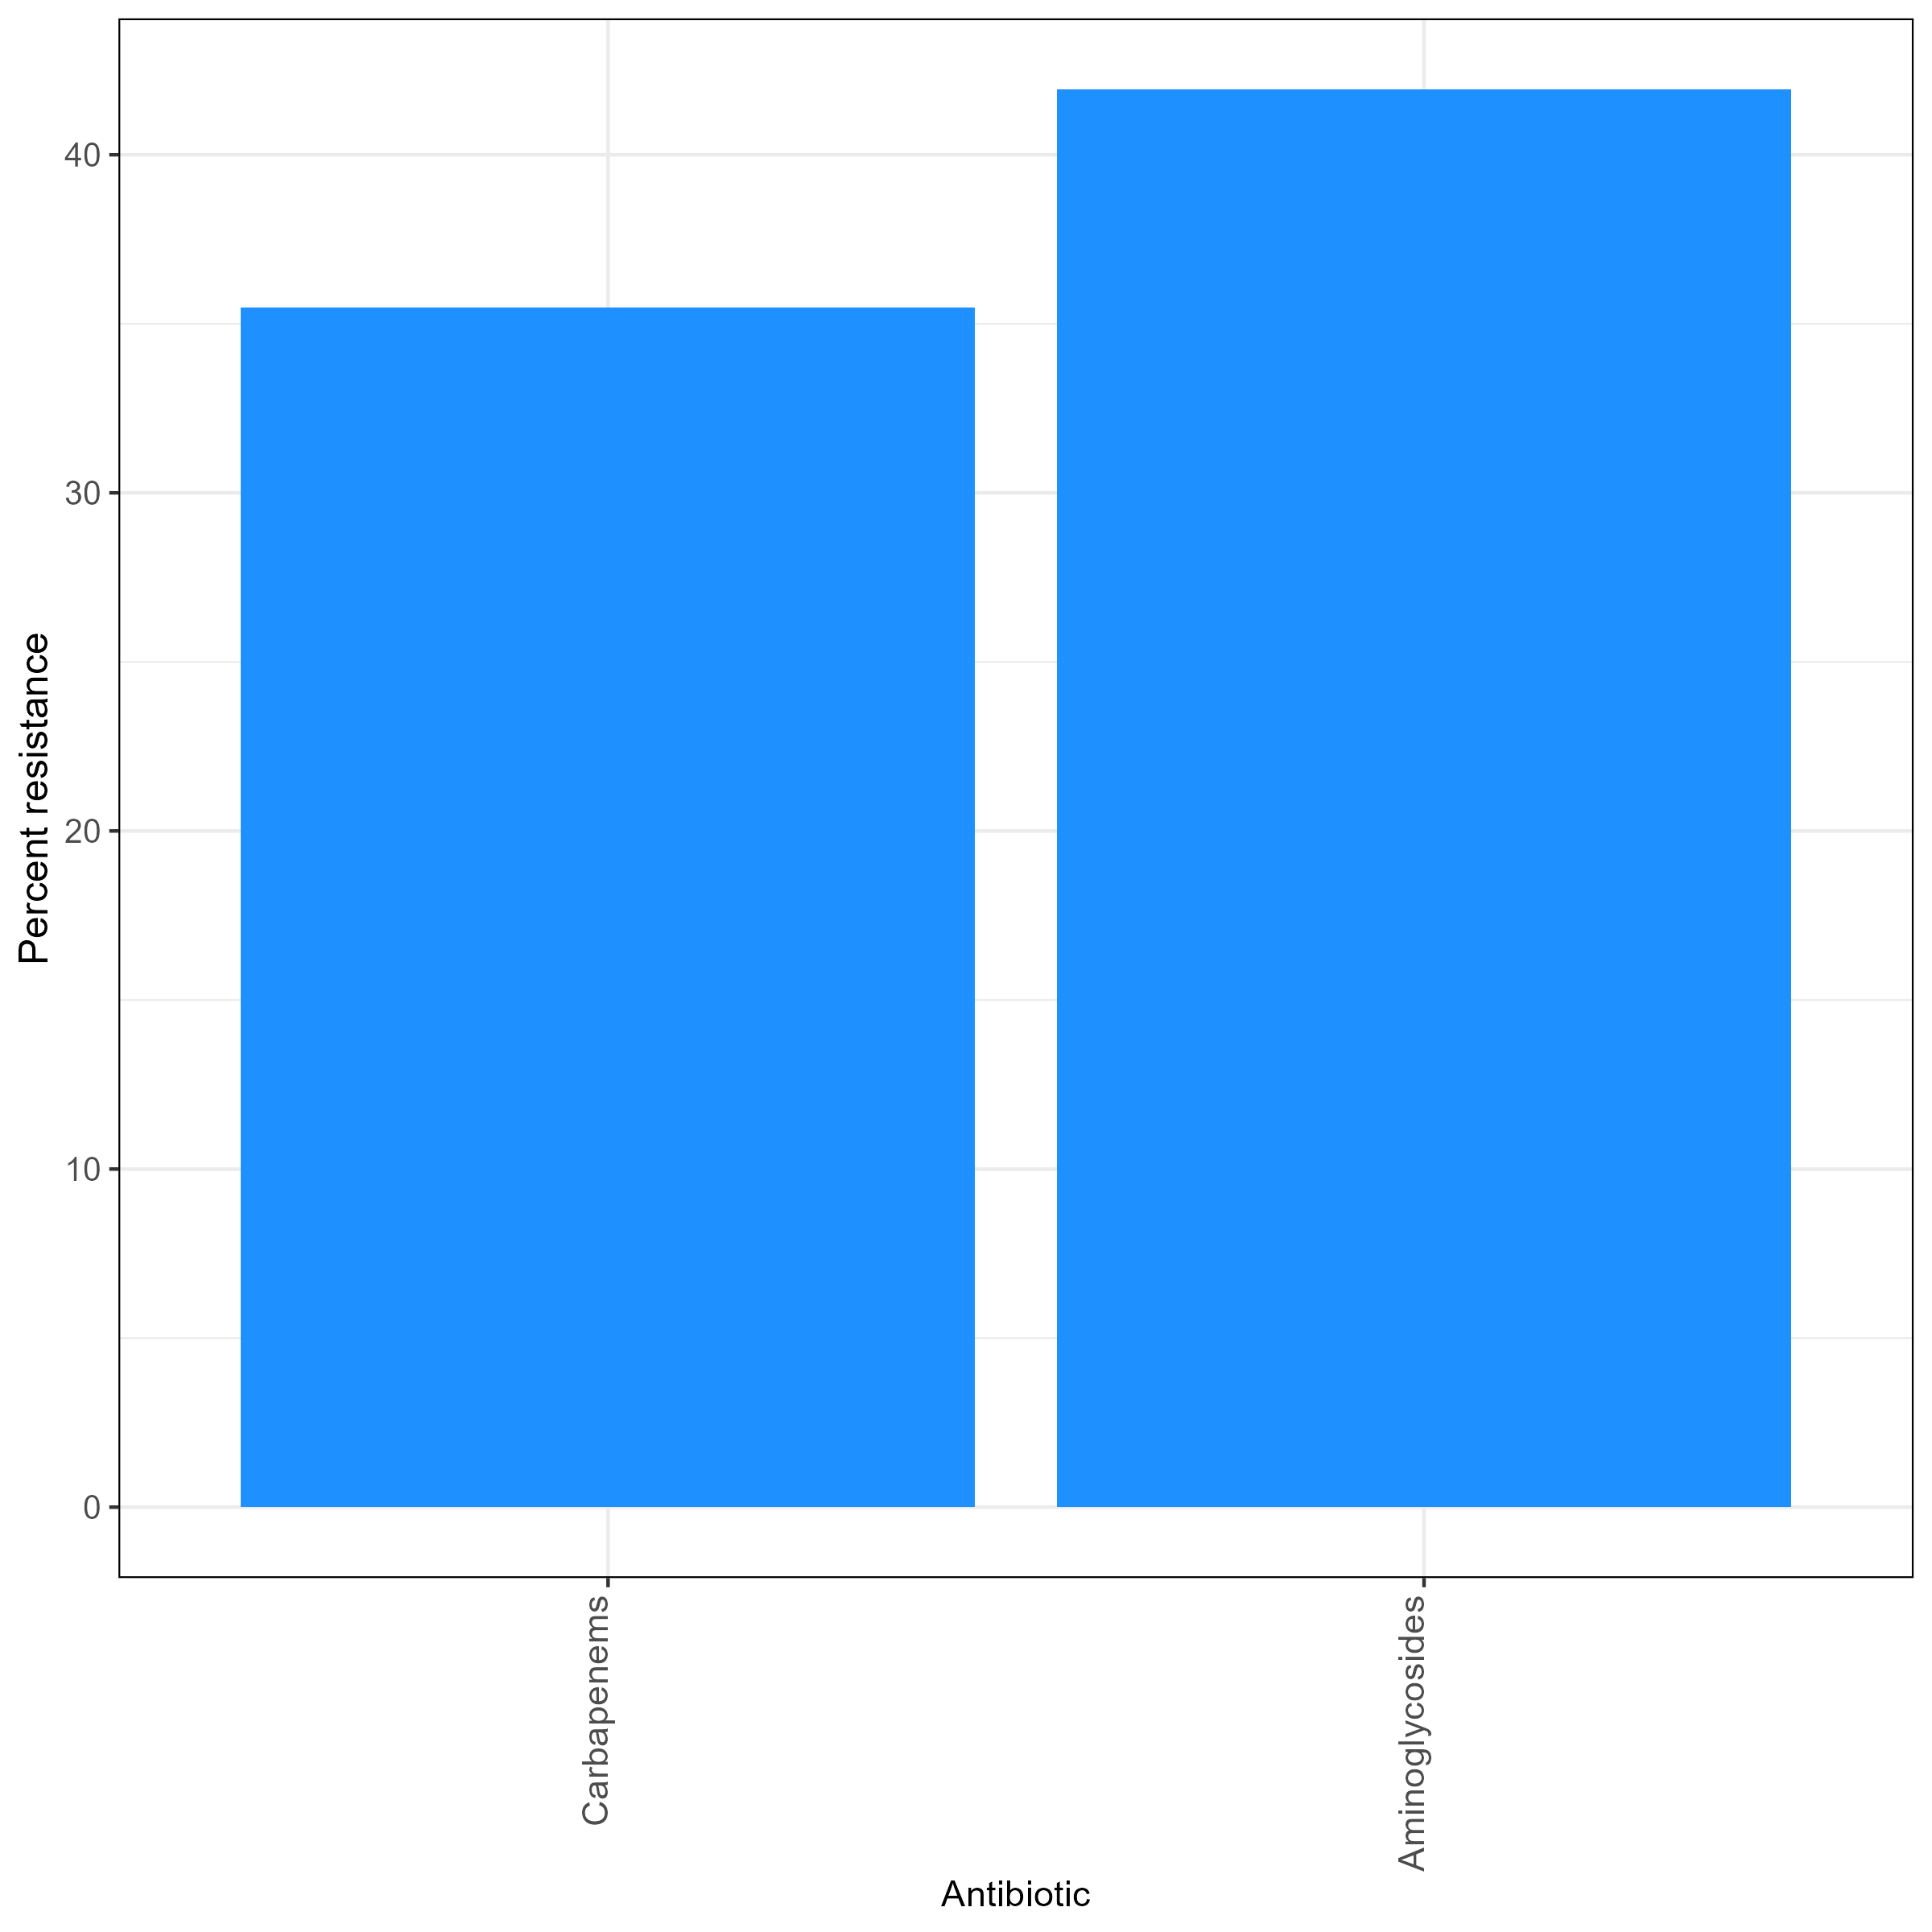 Percent resistance
40
30
20
10
0
Carbapenems
Aminoglycosides
Antibiotic